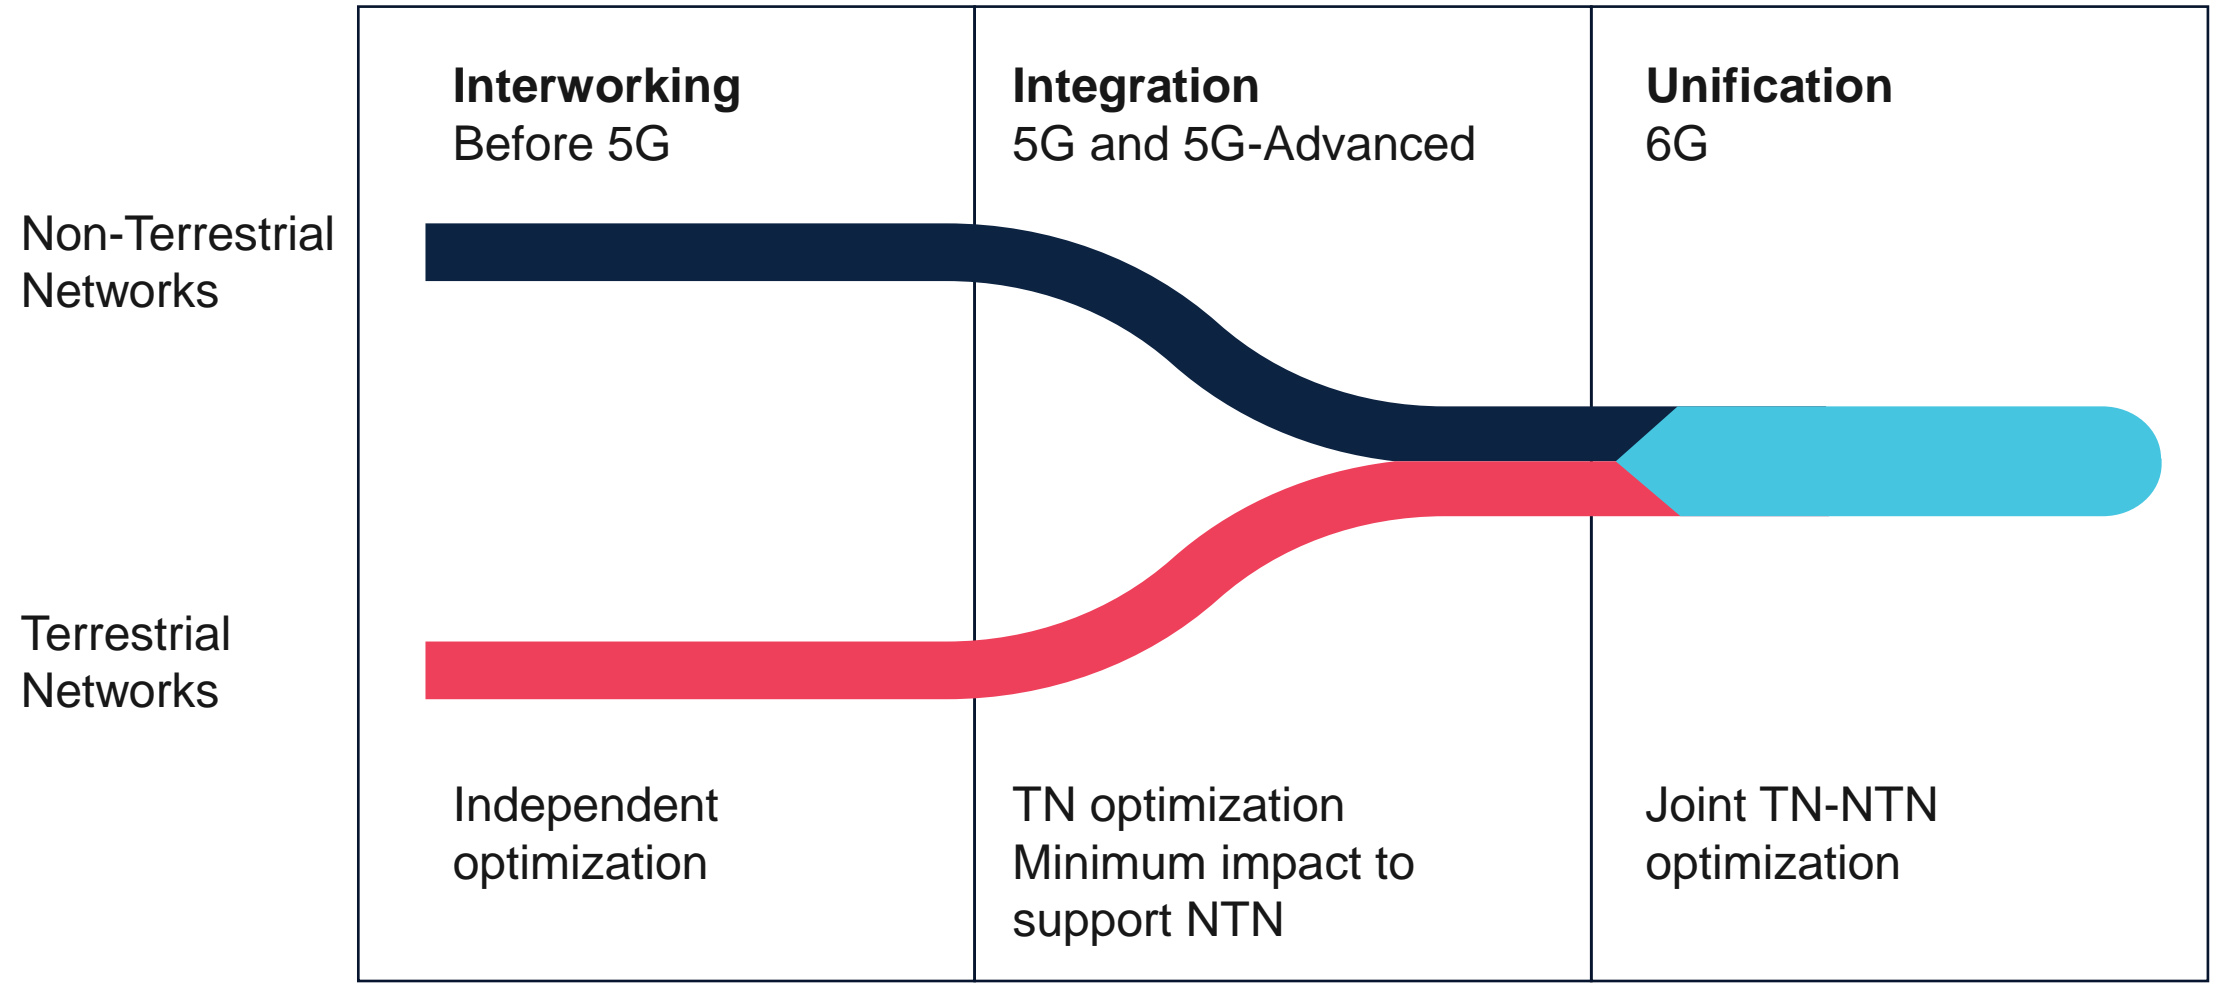 Interworking
Before 5G
Integration
5G and 5G-Advanced
Unification
6G
Non-Terrestrial
Networks
Terrestrial
Networks
Independent
optimization
TN optimization
Minimum impact to
support NTN
Joint TN-NTN
optimization